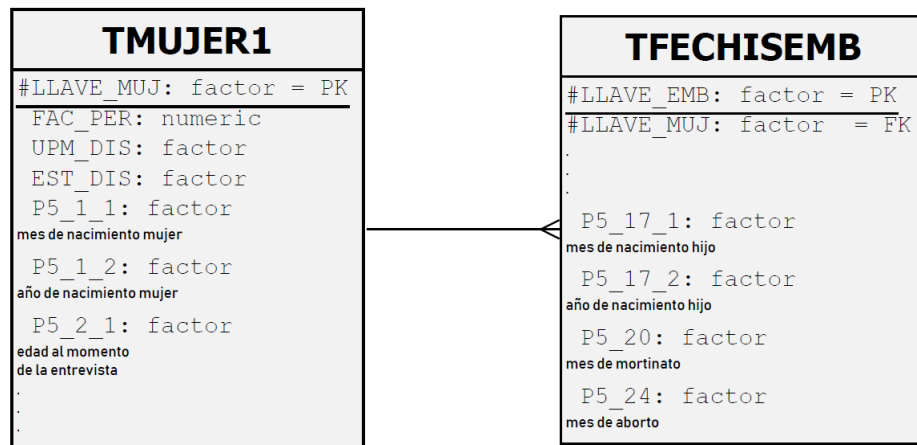 TMUJER1
#LLAVE_MUJ: factor = PK
FAC_PER: numeric
UPM_DIS: factor
EST_DIS: factor
P5_1_1: factor
mes de nacimiento mujer
P5_1_2: factor
año de nacimiento mujer
P5_2_1: factor
edad al momento
de la entrevista
.
.
.
TFECHISEMB
#LLAVE_EMB: factor = PK
#LLAVE_MUJ: factor = FK
.
.
.
P5_17_1: factor
mes de nacimiento hijo
P5_17_2: factor
año de nacimiento hijo
P5_20: factor
mes de mortinato
P5_24: factor
mes de aborto